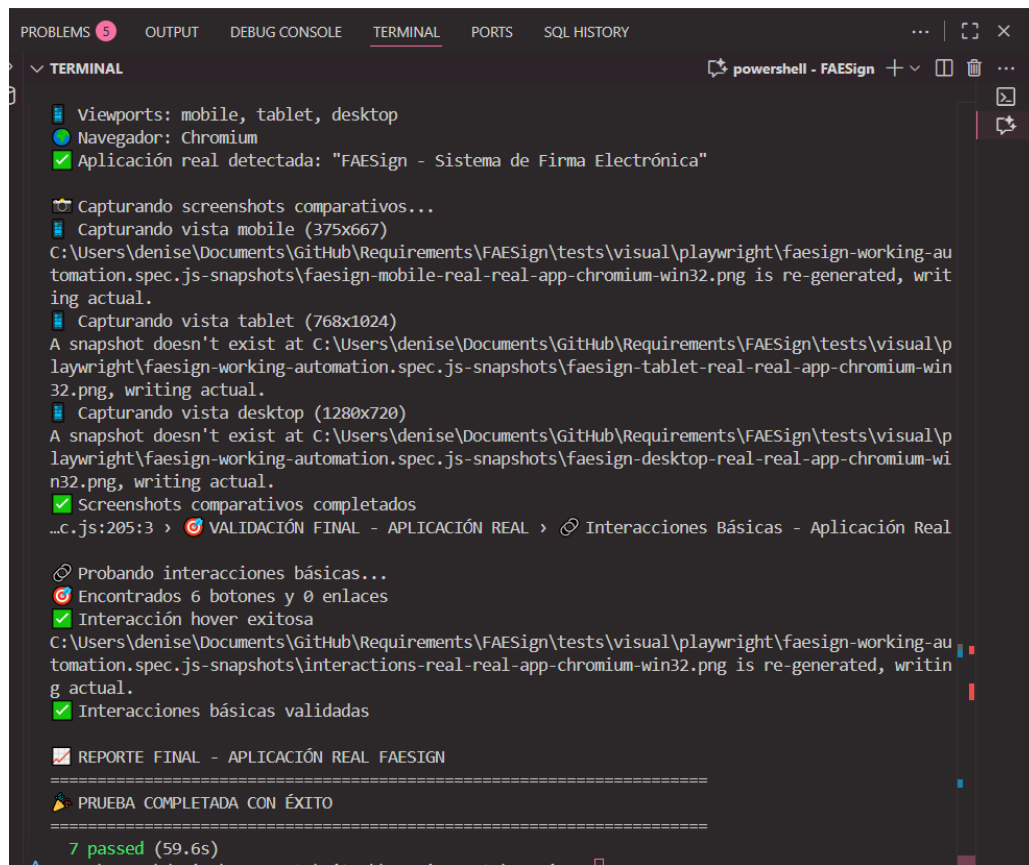 PROBLEMS 5 OUTPUT DEBUG CONSOLE TERMINAL PORTS SQL HISTORY
TERMINAL powershell - FAESign
Viewports: mobile, tablet, desktop
Navegador: Chromium
Aplicación real detectada: "FAESign - Sistema de Firma Electrónica"
Capturando screenshots comparativos...
Capturando vista mobile (375x667)
C:\Users\denise\Documents\GitHub\Requirements\FAESign\tests\visual\playwright\faesign-working-au
tomation.spec.js-snapshots\faesign-mobile-real-real-app-chromium-win32.png is re-generated, writ
ing actual.
Capturando vista tablet (768x1024)
A snapshot doesn't exist at C:\Users\denise\Documents\GitHub\Requirements\FAESign\tests\visual\p
laywright\faesign-working-automation.spec.js-snapshots\faesign-tablet-real-real-app-chromium-win
32.png, writing actual.
Capturando vista desktop (1280x720)
A snapshot doesn't exist at C:\Users\denise\Documents\GitHub\Requirements\FAESign\tests\visual\p
laywright\faesign-working-automation.spec.js-snapshots\faesign-desktop-real-real-app-chromium-wi
n32.png, writing actual.
Screenshots comparativos completados
…c.js:205:3 › 🎯 VALIDACIÓN FINAL - APLICACIÓN REAL › 🔗 Interacciones Básicas - Aplicación Real
Probando interacciones básicas...
Encontrados 6 botones y 0 enlaces
Interacción hover exitosa
C:\Users\denise\Documents\GitHub\Requirements\FAESign\tests\visual\playwright\faesign-working-au
tomation.spec.js-snapshots\interactions-real-real-app-chromium-win32.png is re-generated, writin
g actual.
Interacciones básicas validadas
REPORTE FINAL - APLICACIÓN REAL FAESIGN
======================================================================
PRUEBA COMPLETADA CON ÉXITO
======================================================================
7 passed (59.6s)